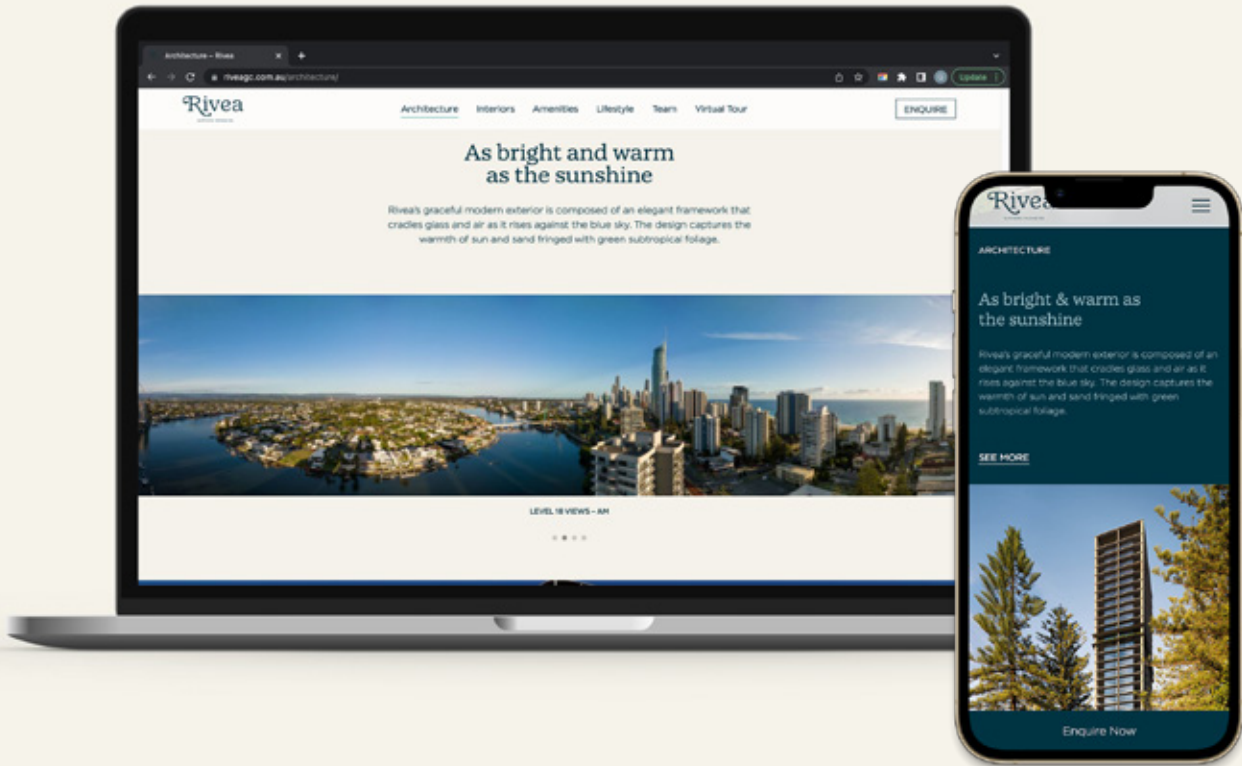 Architecture – Rivea
riveagc.com.au/architecture/
Update
Rivea
Architecture Interiors Amenities Lifestyle Team Virtual Tour
ENQUIRE
As bright and warm
as the sunshine
Rivea's graceful modern exterior is composed of an elegant framework that
cradles glass and air as it rises against the blue sky. The design captures the
warmth of sun and sand fringed with green subtropical foliage.
LEVEL 18 VIEWS – AM
Rivea
ARCHITECTURE
As bright & warm as
the sunshine
Rivea's graceful modern exterior is composed of an
elegant framework that cradles glass and air as it
rises against the blue sky. The design captures the
warmth of sun and sand fringed with green
subtropical foliage.
SEE MORE
Enquire Now